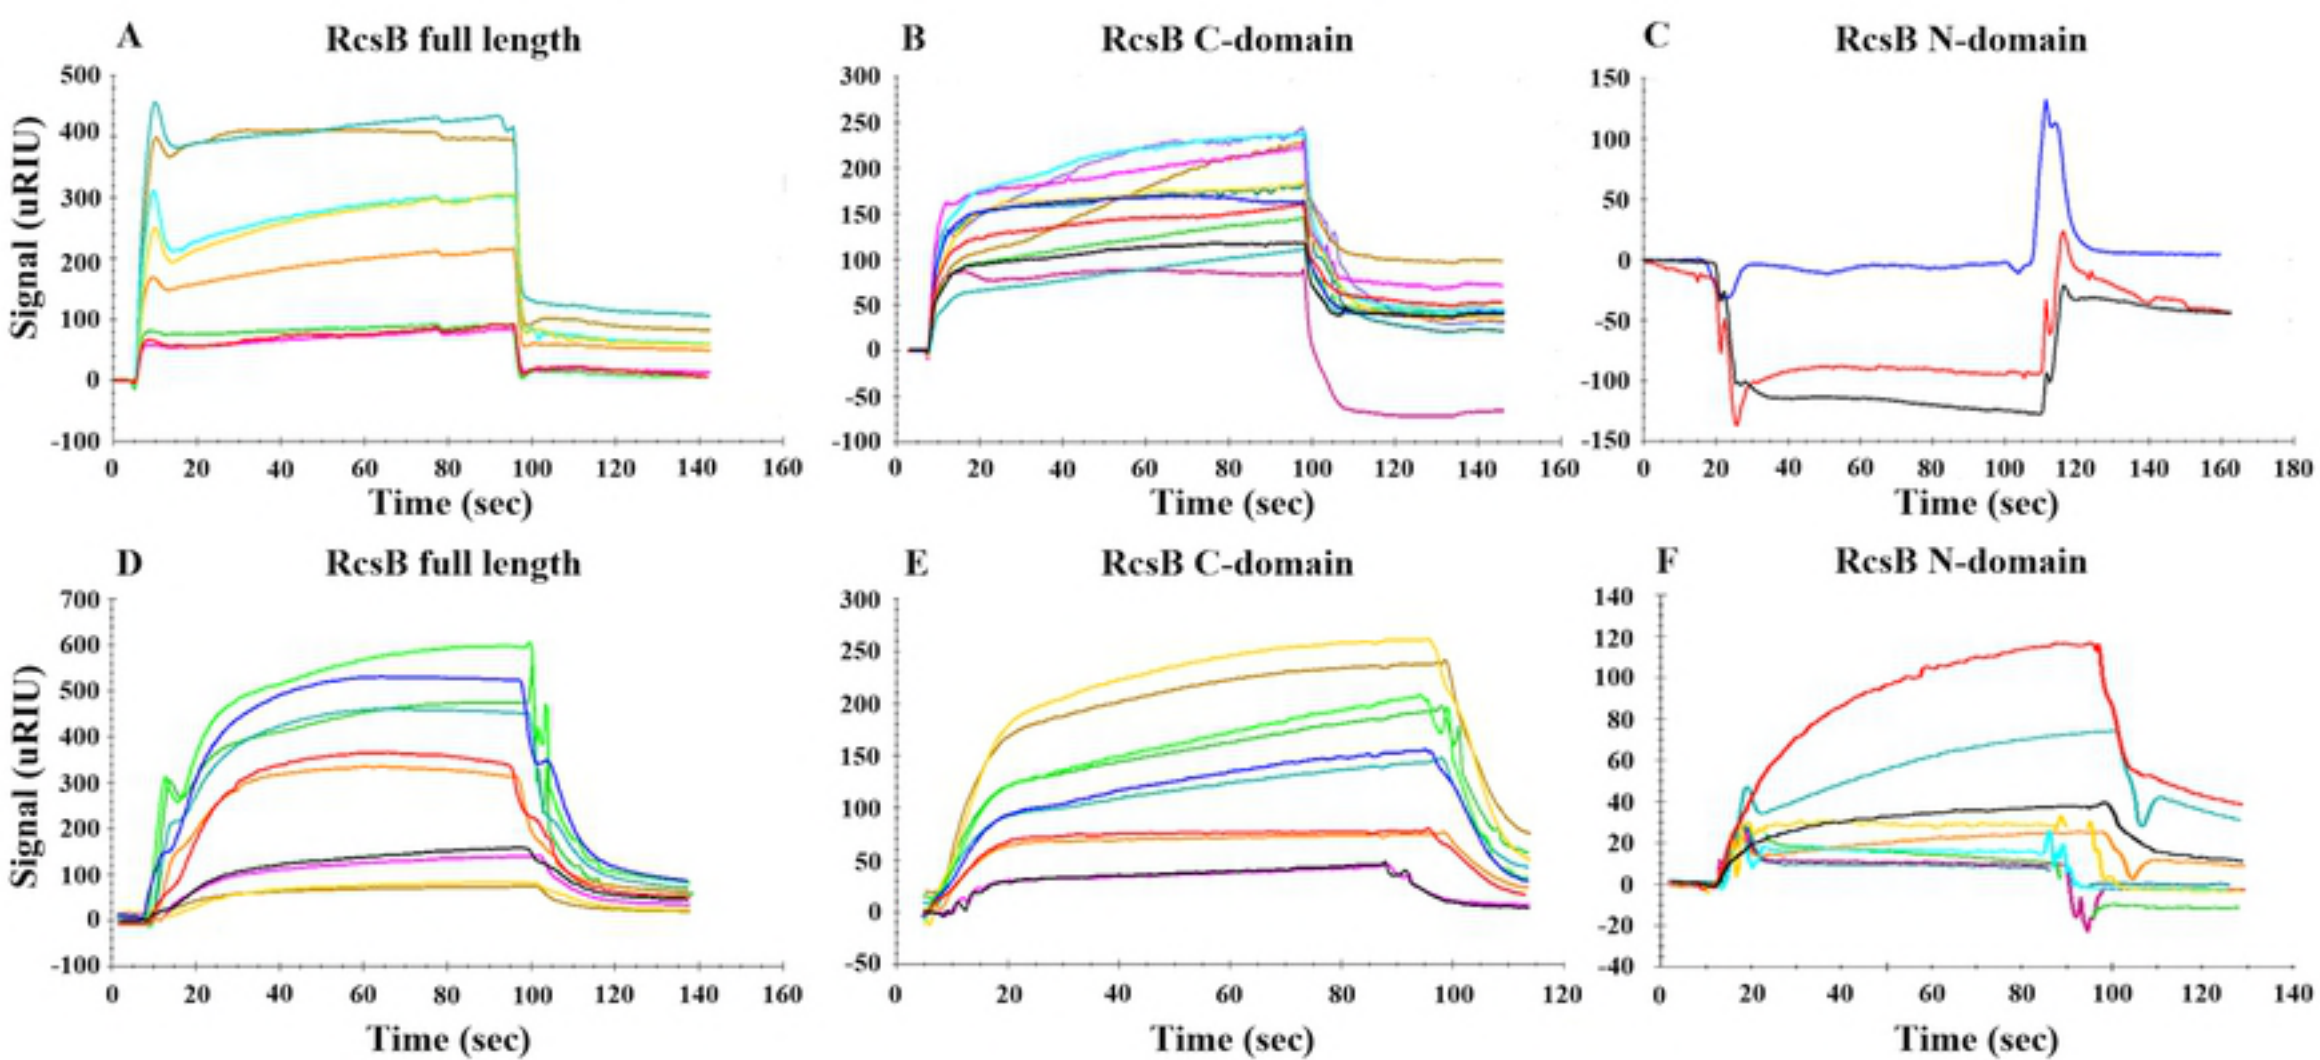 A RcsB full length
500
400
300
200
100
0
-100
0 20 40 60 80 100 120 140 160
Time (sec)
Signal (uRIU)
B RcsB C-domain
300
250
200
150
100
50
0
-50
-100
0 20 40 60 80 100 120 140 160
Time (sec)
C RcsB N-domain
150
100
50
0
-50
-100
-150
0 20 40 60 80 100 120 140 160 180
Time (sec)
D RcsB full length
700
600
500
400
300
200
100
0
-100
0 20 40 60 80 100 120 140 160
Time (sec)
Signal (uRIU)
E RcsB C-domain
300
250
200
150
100
50
0
-50
0 20 40 60 80 100 120
Time (sec)
F RcsB N-domain
140
120
100
80
60
40
20
0
-20
-40
0 20 40 60 80 100 120 140
Time (sec)